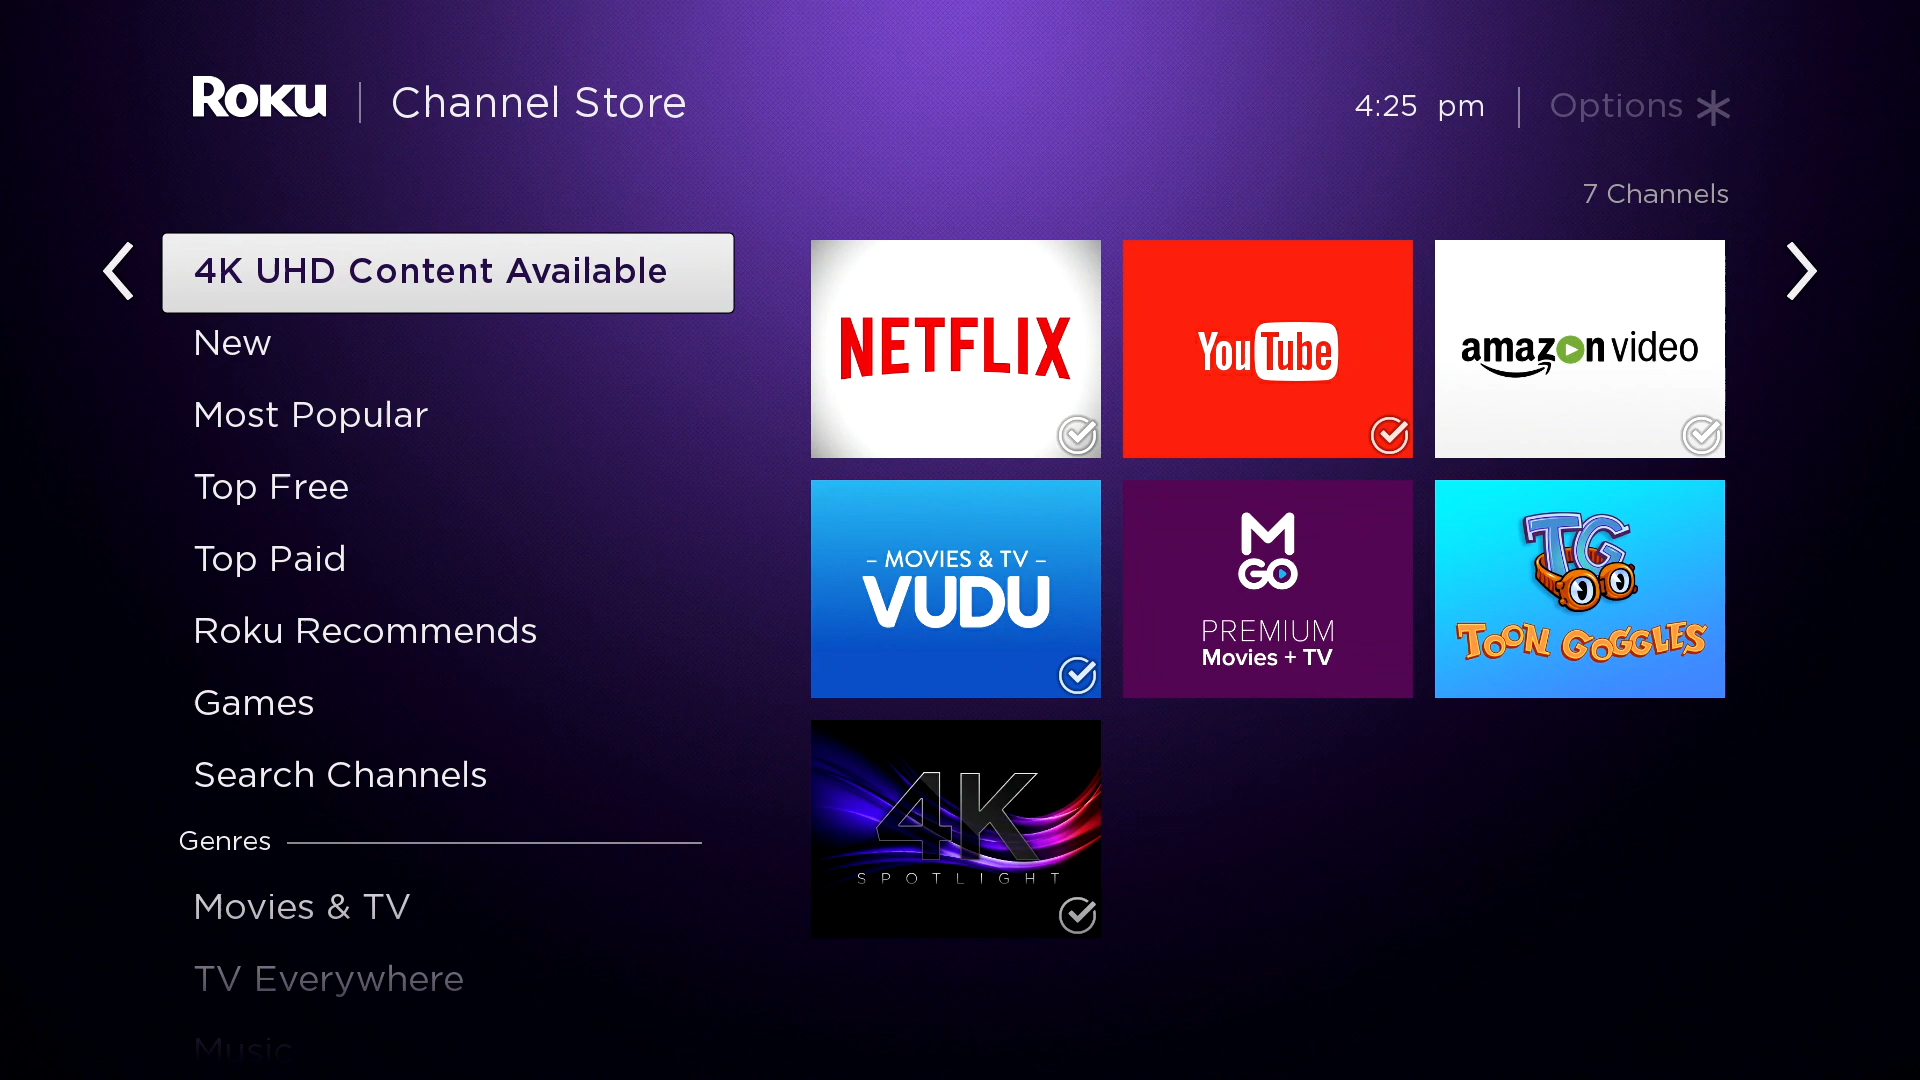 Roku | Channel Store
4:25 pm | Options
7 Channels
4K UHD Content Available
New
Most Popular
Top Free
Top Paid
Roku Recommends
Games
Search Channels
Genres
Movies & TV
TV Everywhere
Music
NETFLIX
YouTube
amazon video
– MOVIES & TV –
VUDU
M
GO
PREMIUM
Movies + TV
TG
TOON GOGGLES
4K
SPOTLIGHT